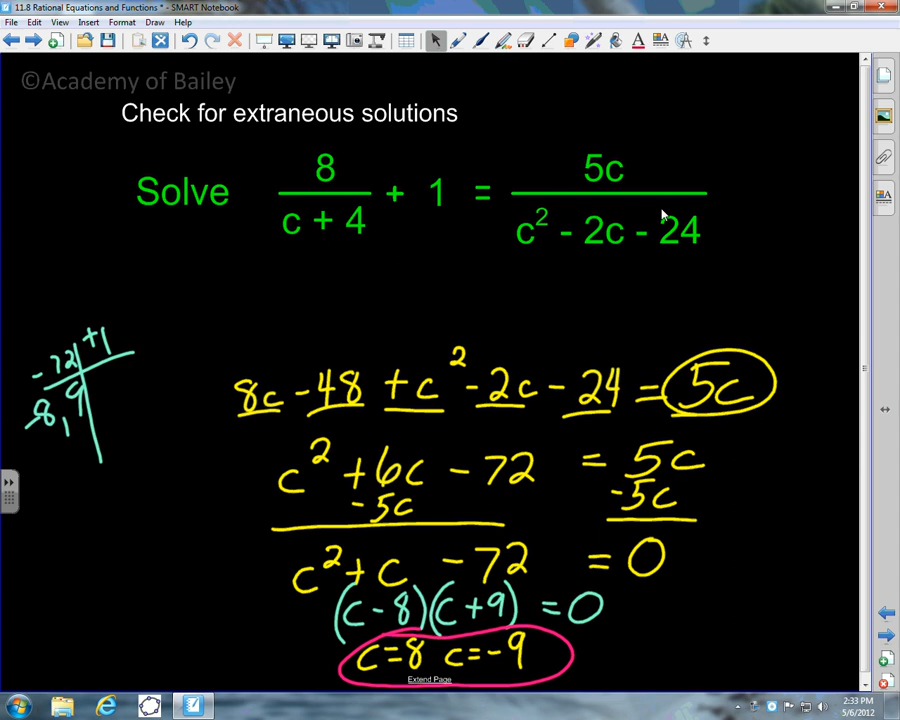 11.8 Rational Equations and Functions * - SMART Notebook
File Edit View Insert Format Draw Tools Help
©Academy of Bailey
Check for extraneous solutions
Solve 8/(c + 4) + 1 = 5c/(c² - 2c - 24)
-72 +1
-8, 9
8c - 48 + c² - 2c - 24 = 5c
c² + 6c - 72 = 5c
-5c -5c
c² + c - 72 = 0
(c - 8)(c + 9) = 0
c = 8 c = -9
Extend Page
2:33 PM
5/6/2012